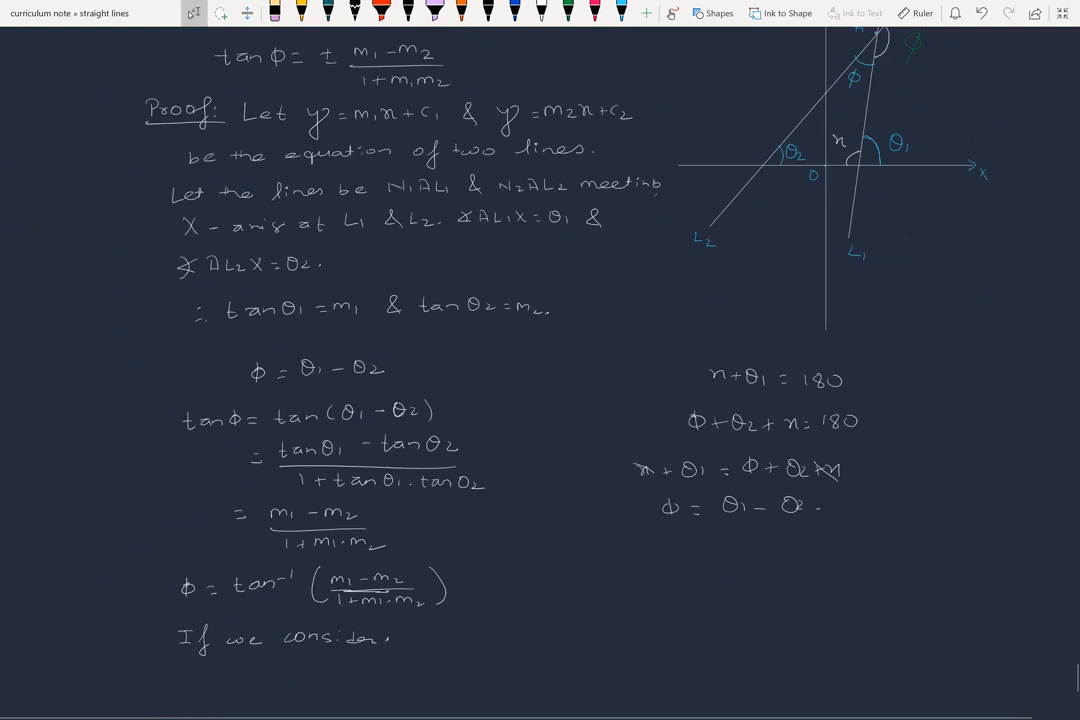 curriculum note » straight lines
Shapes
Ink to Shape
Ink to Text
Ruler
tan ϕ = ± m₁ - m₂ / 1 + m₁m₂
Proof: Let y = m₁x + c₁ & y = m₂x + c₂
be the equation of two lines.
Let the lines be N₁AL₁ & N₂AL₂ meeting
X - axis at L₁ & L₂. ∡AL₁X = θ₁ &
∡AL₂X = θ₂.
∴ tan θ₁ = m₁ & tan θ₂ = m₂.
ϕ = θ₁ - θ₂
tan ϕ = tan (θ₁ - θ₂)
= tan θ₁ - tan θ₂ / 1 + tan θ₁ . tan θ₂
= m₁ - m₂ / 1 + m₁ . m₂
ϕ = tan⁻¹ ( m₁ - m₂ / 1 + m₁ . m₂ )
If we consider.
ϕ
ϕ
x
θ₁
θ₂
O
X
L₂
L₁
x + θ₁ = 180
ϕ + θ₂ + x = 180
x + θ₁ = ϕ + θ₂ + x
ϕ = θ₁ - θ₂ .